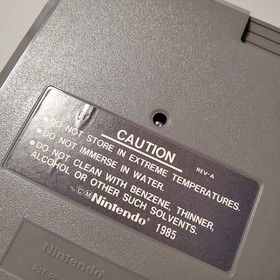 CAUTION
REV-A
• DO NOT STORE IN EXTREME TEMPERATURES.
• DO NOT IMMERSE IN WATER.
• DO NOT CLEAN WITH BENZENE, THINNER,
ALCOHOL OR OTHER SUCH SOLVENTS.
©Ⓜ Nintendo® 1985
Nintendo